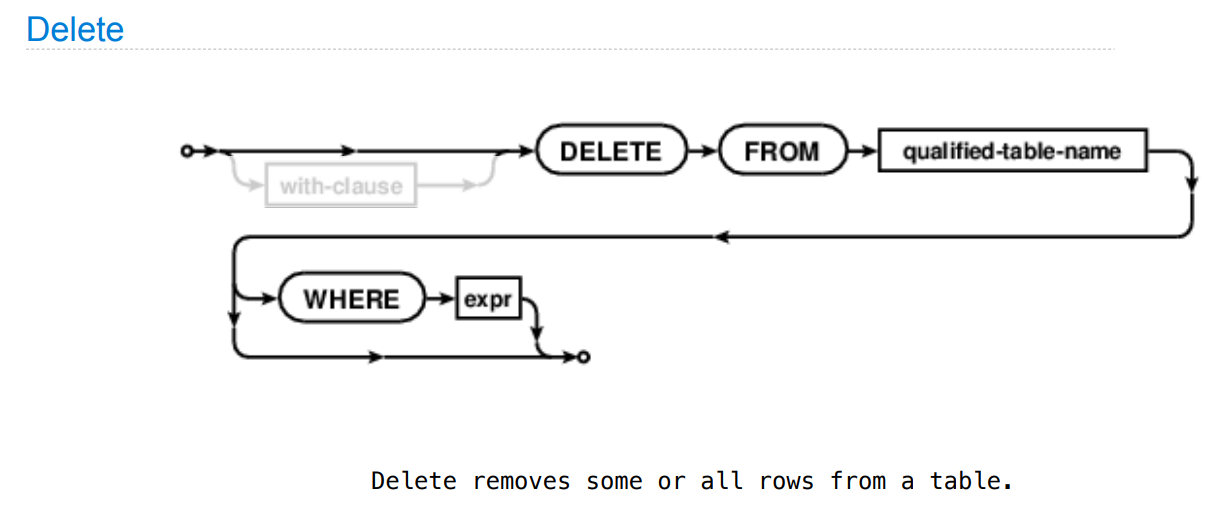 Delete
DELETE FROM qualified-table-name
with-clause
WHERE expr
Delete removes some or all rows from a table.